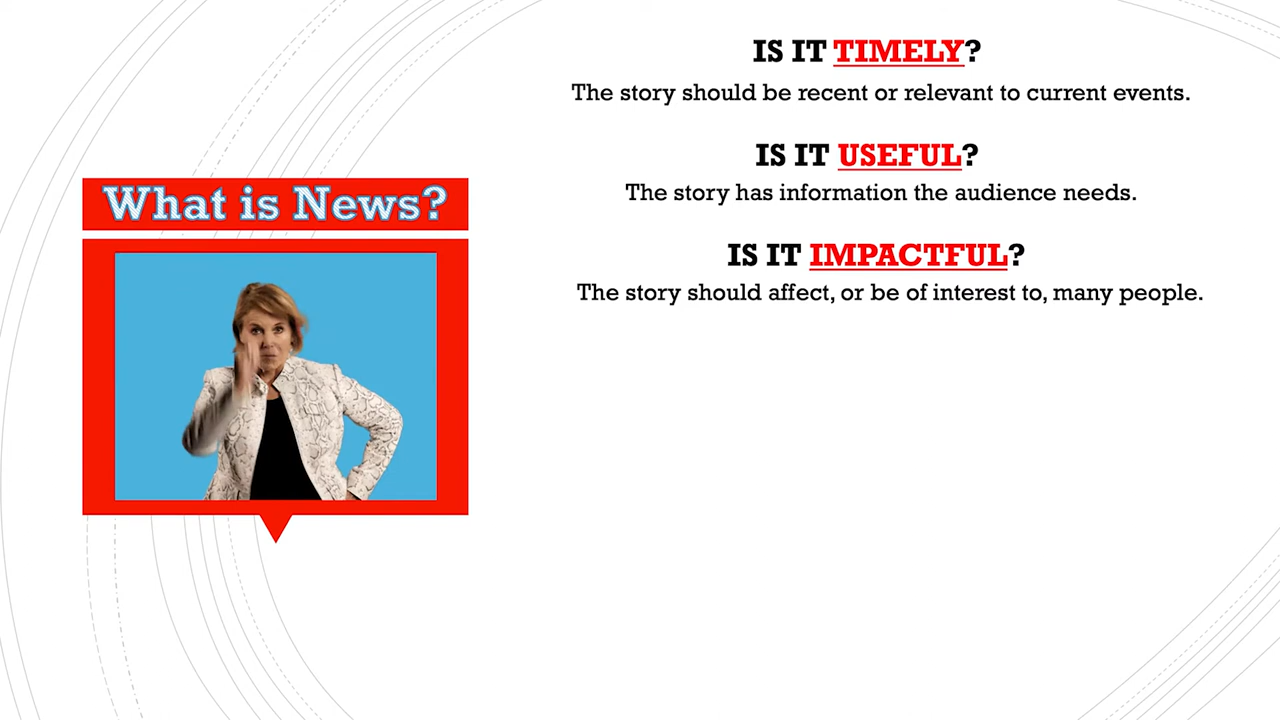 What is News?
IS IT TIMELY?
The story should be recent or relevant to current events.
IS IT USEFUL?
The story has information the audience needs.
IS IT IMPACTFUL?
The story should affect, or be of interest to, many people.